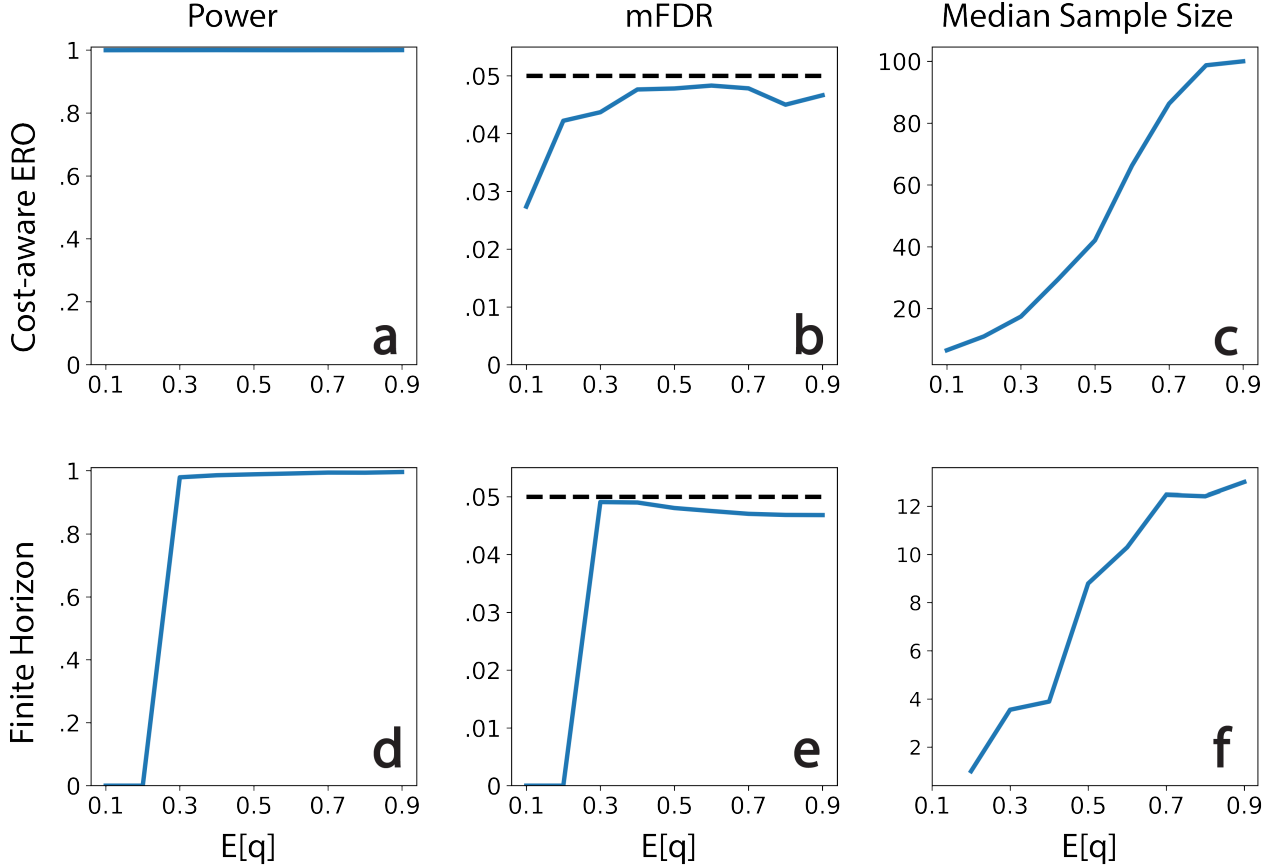 Power
mFDR
Median Sample Size
Cost-aware ERO
1
.8
.6
.4
.2
0
0.1 0.3 0.5 0.7 0.9
a
.05
.04
.03
.02
.01
0
0.1 0.3 0.5 0.7 0.9
b
100
80
60
40
20
0.1 0.3 0.5 0.7 0.9
c
Finite Horizon
1
.8
.6
.4
.2
0
0.1 0.3 0.5 0.7 0.9
d
E[q]
.05
.04
.03
.02
.01
0
0.1 0.3 0.5 0.7 0.9
e
E[q]
12
10
8
6
4
2
0.1 0.3 0.5 0.7 0.9
f
E[q]